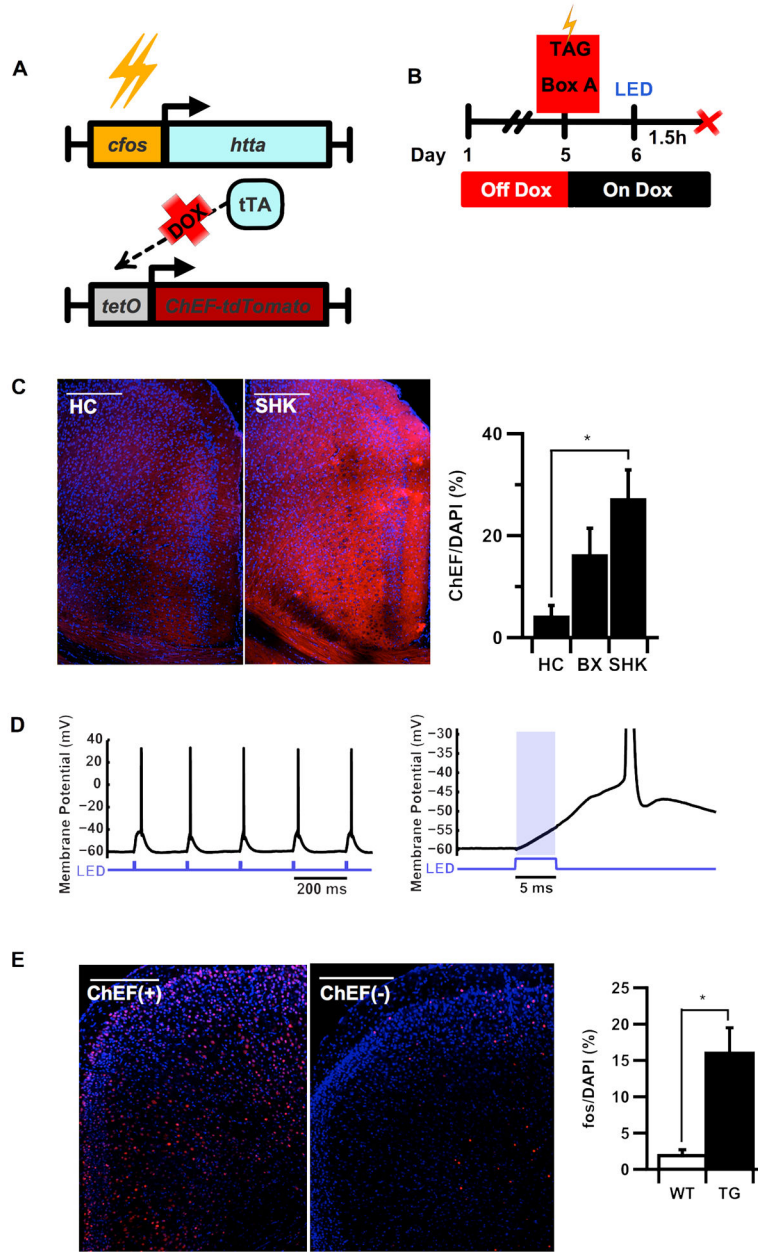 A
cfos
htta
DOX
tTA
tetO
ChEF-tdTomato
B
TAG
Box A
LED
1.5h
Day 1 5 6
Off Dox On Dox
C
HC
SHK
ChEF/DAPI (%)
40
20
0
*
HC BX SHK
D
Membrane Potential (mV)
40
20
0
−20
−40
−60
LED
200 ms
Membrane Potential (mV)
−30
−35
−40
−45
−50
−55
−60
LED
5 ms
E
ChEF(+)
ChEF(-)
fos/DAPI (%)
25
20
15
10
5
0
*
WT TG